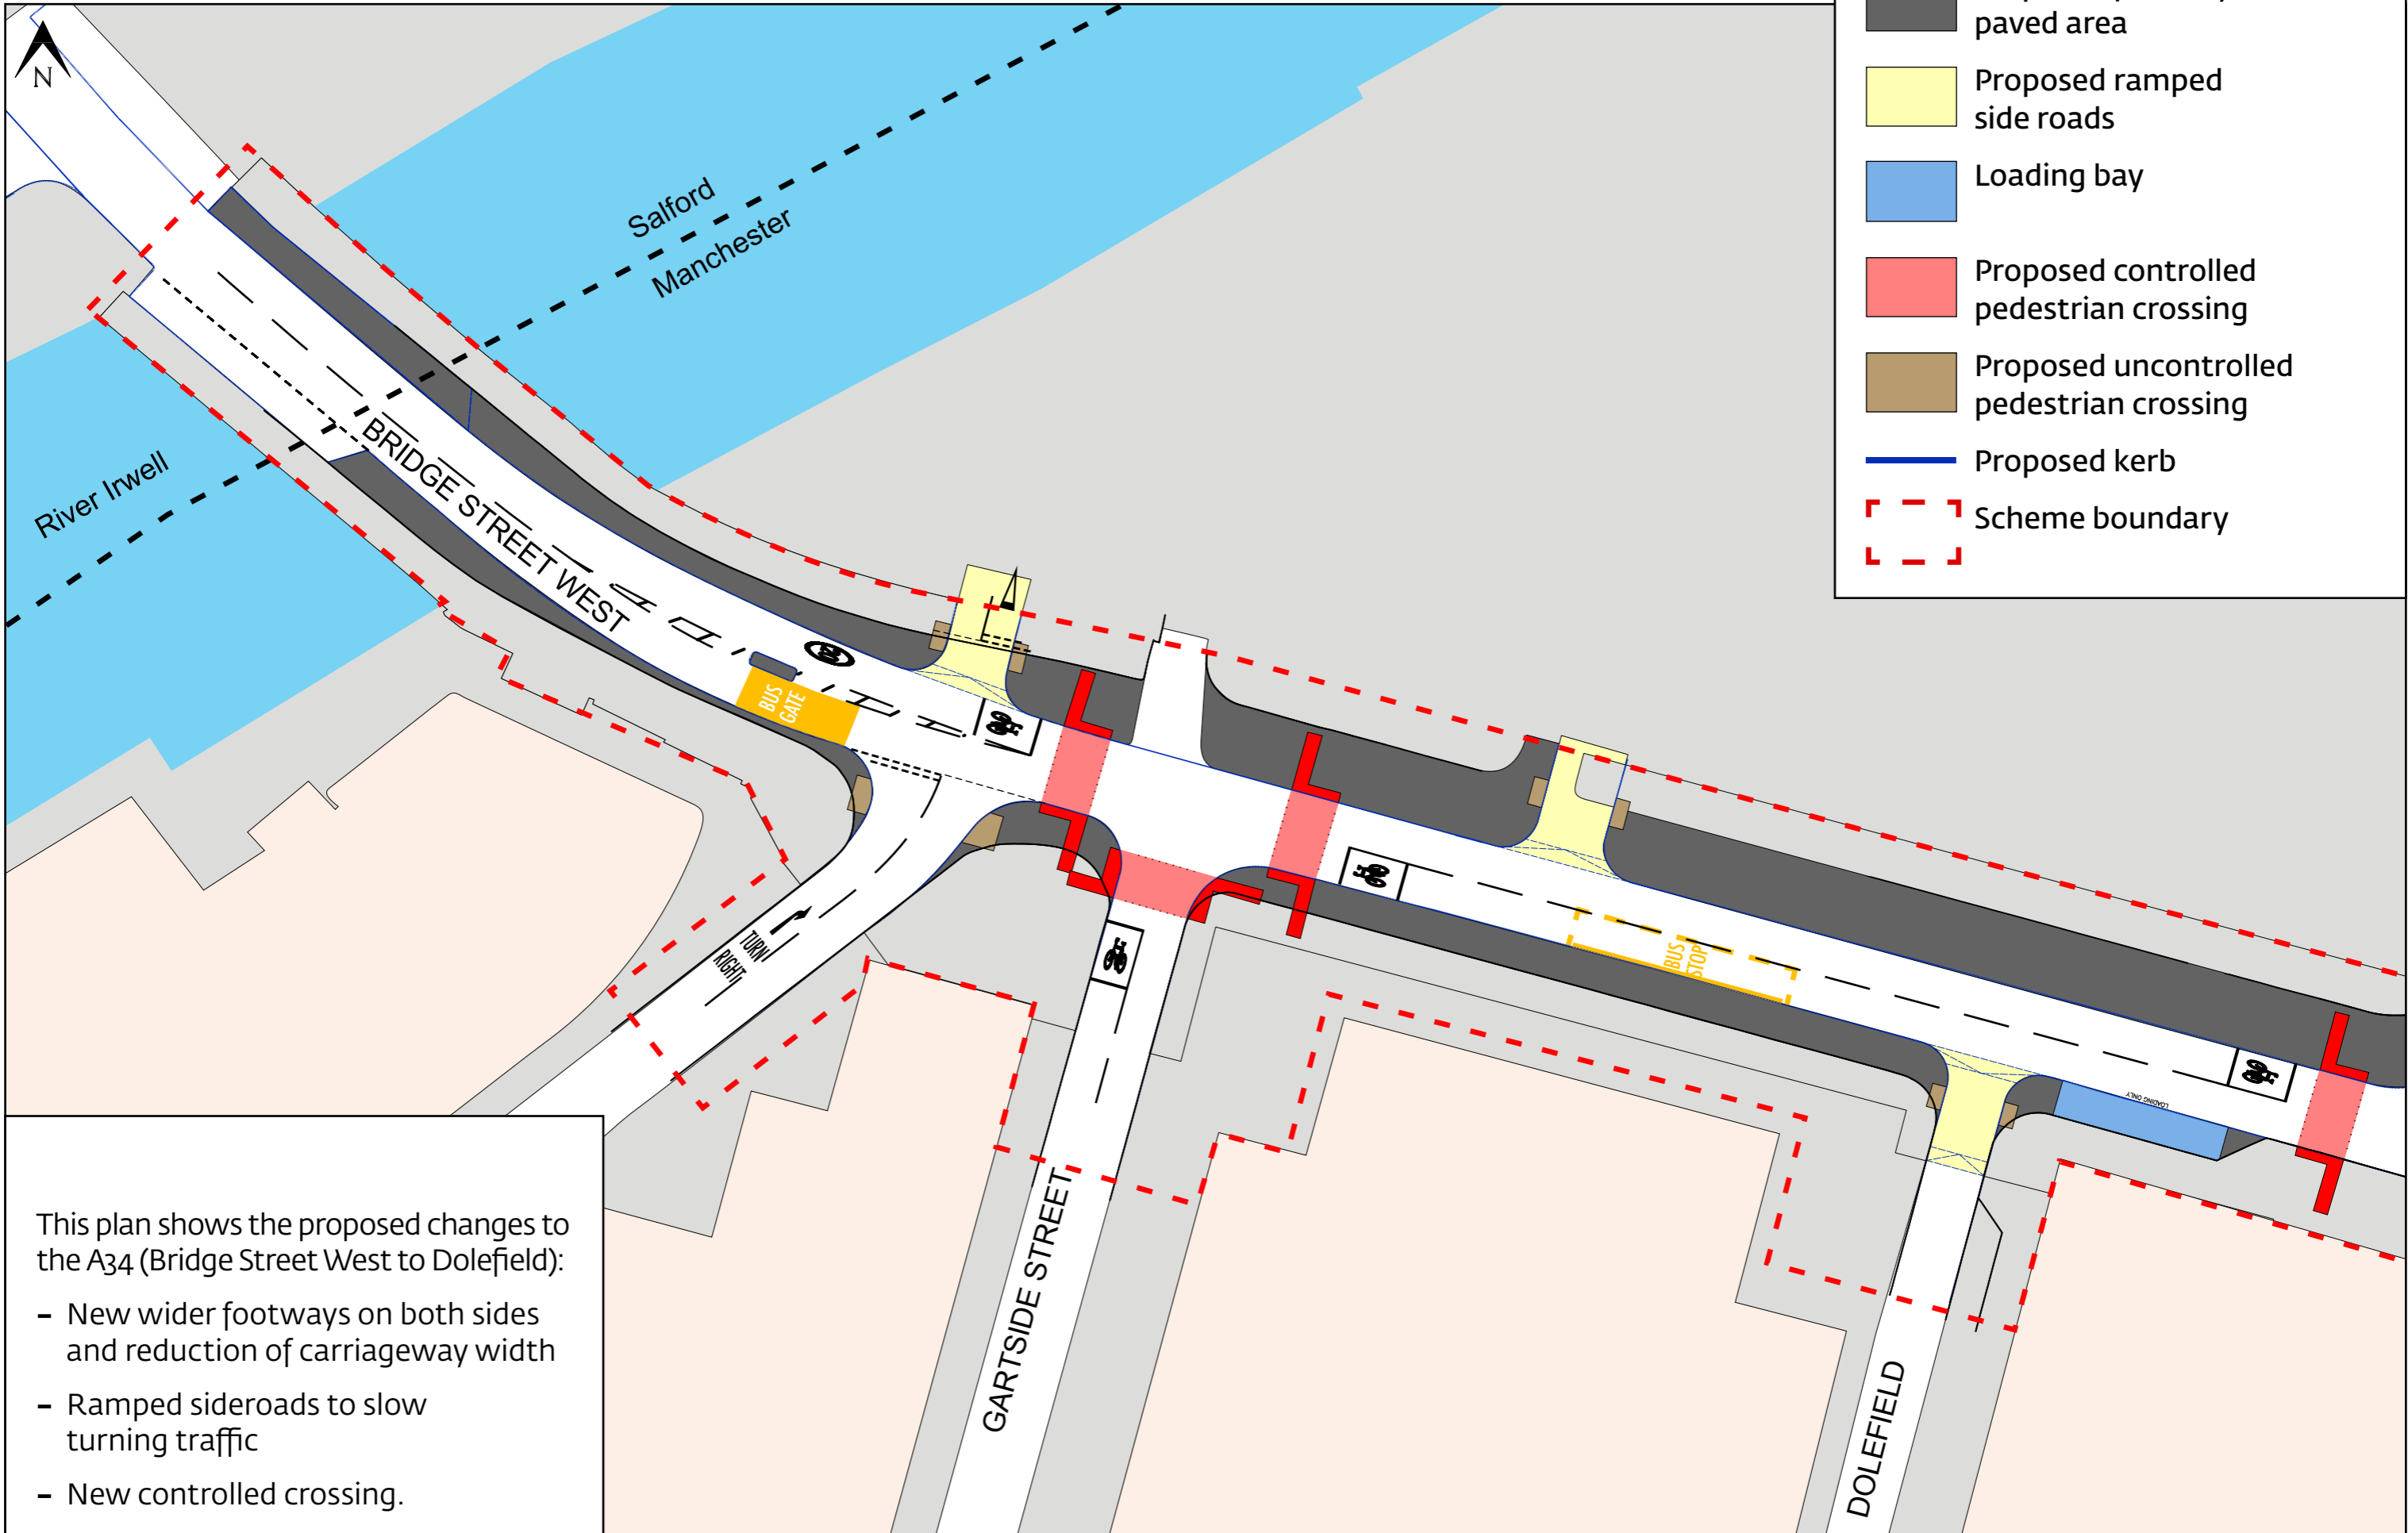 N
paved area
Proposed ramped
side roads
Loading bay
Proposed controlled
pedestrian crossing
Proposed uncontrolled
pedestrian crossing
Proposed kerb
Scheme boundary
Salford
Manchester
River Irwell
BRIDGE STREET WEST
BUS
GATE
TURN
RIGHT
BUS
STOP
LOADING ONLY
GARTSIDE STREET
DOLEFIELD
This plan shows the proposed changes to
the A34 (Bridge Street West to Dolefield):
– New wider footways on both sides
and reduction of carriageway width
– Ramped sideroads to slow
turning traffic
– New controlled crossing.